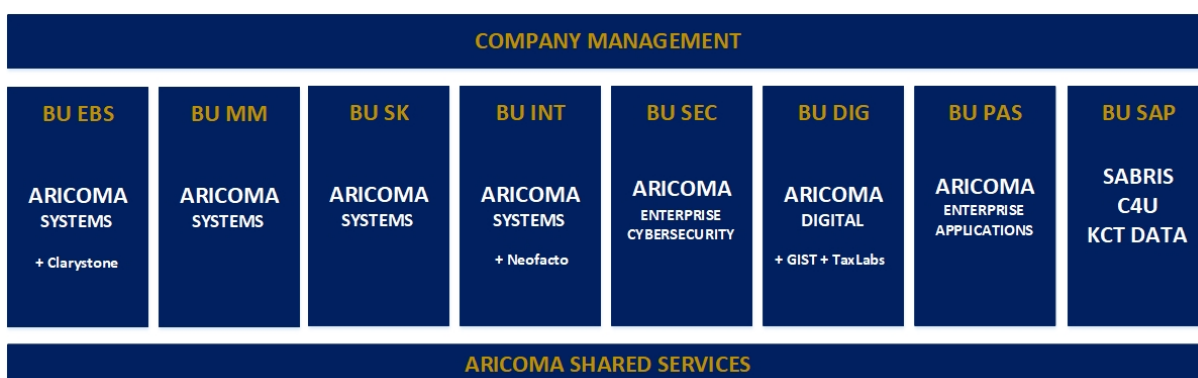 COMPANY MANAGEMENT
BU EBS
ARICOMA
SYSTEMS
+ Clarystone
BU MM
ARICOMA
SYSTEMS
BU SK
ARICOMA
SYSTEMS
BU INT
ARICOMA
SYSTEMS
+ Neofacto
BU SEC
ARICOMA
ENTERPRISE
CYBERSECURITY
BU DIG
ARICOMA
DIGITAL
+ GIST + TaxLabs
BU PAS
ARICOMA
ENTERPRISE
APPLICATIONS
BU SAP
SABRIS
C4U
KCT DATA
ARICOMA SHARED SERVICES